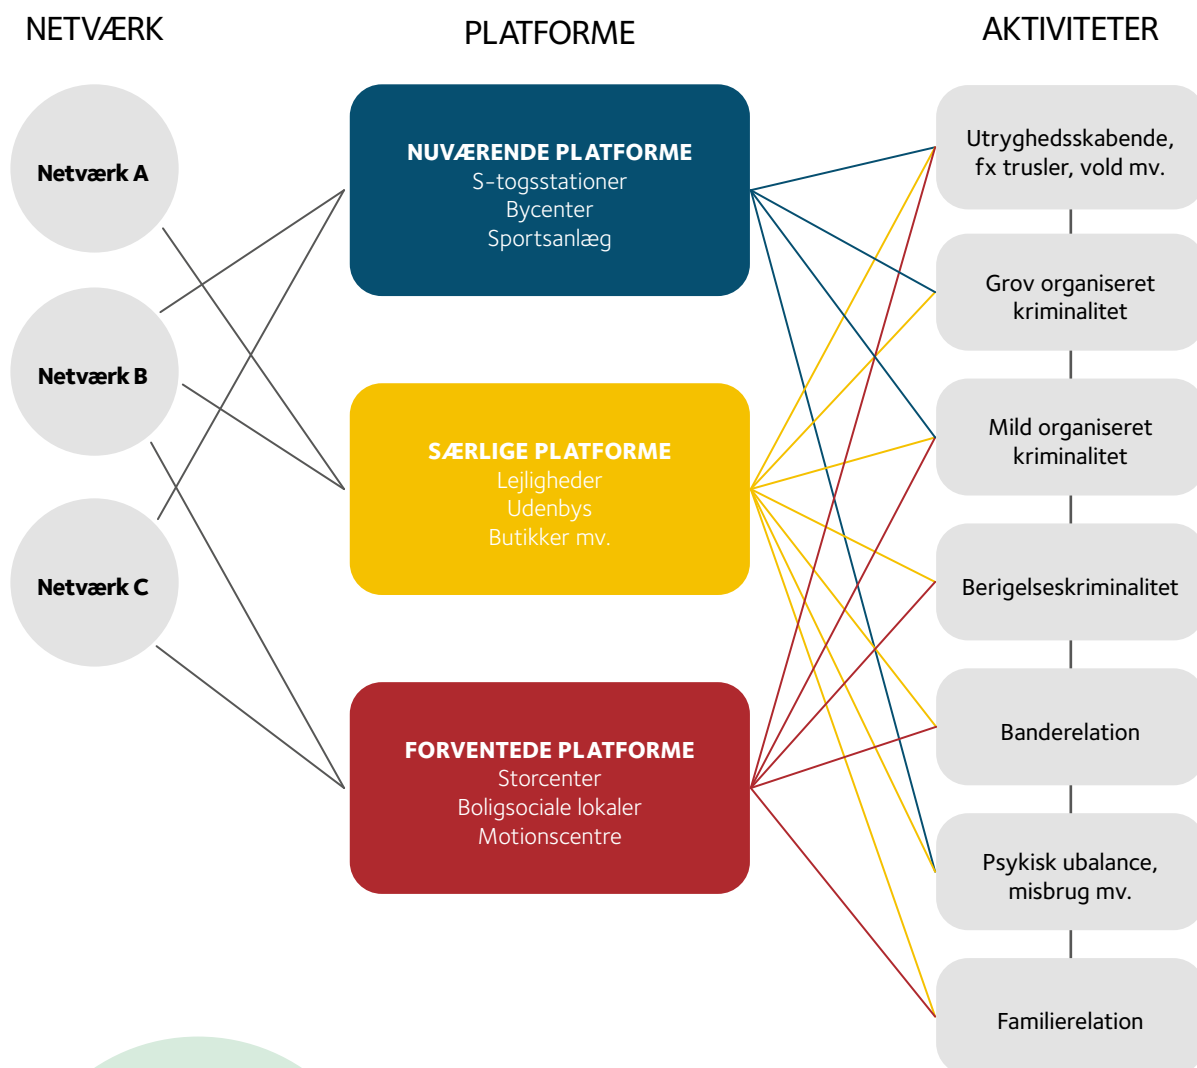 NETVÆRK
PLATFORME
AKTIVITETER
Netværk A
Netværk B
Netværk C
NUVÆRENDE PLATFORME
S-togsstationer
Bycenter
Sportsanlæg
SÆRLIGE PLATFORME
Lejligheder
Udenbys
Butikker mv.
FORVENTEDE PLATFORME
Storcenter
Boligsociale lokaler
Motionscentre
Utryghedsskabende,
fx trusler, vold mv.
Grov organiseret
kriminalitet
Mild organiseret
kriminalitet
Berigelseskriminalitet
Banderelation
Psykisk ubalance,
misbrug mv.
Familierelation